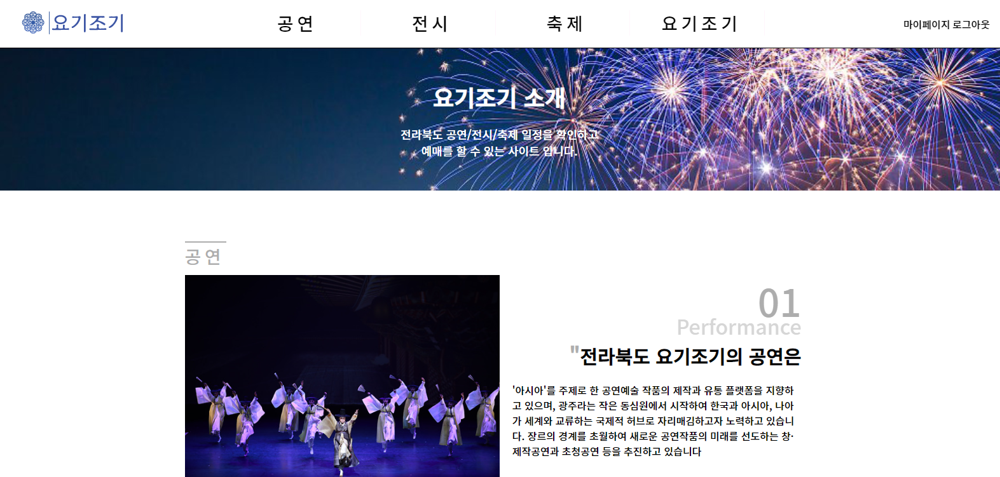 요기조기
공연
전시
축제
요기조기
마이페이지 로그아웃
요기조기 소개
전라북도 공연/전시/축제 일정을 확인하고
예매를 할 수 있는 사이트 입니다.
공연
01
Performance
"전라북도 요기조기의 공연은
'아시아'를 주제로 한 공연예술 작품의 제작과 유통 플랫폼을 지향하
고 있으며, 광주라는 작은 동심원에서 시작하여 한국과 아시아, 나아
가 세계와 교류하는 국제적 허브로 자리매김하고자 노력하고 있습니
다. 장르의 경계를 초월하여 새로운 공연작품의 미래를 선도하는 창·
제작공연과 초청공연 등을 추진하고 있습니다